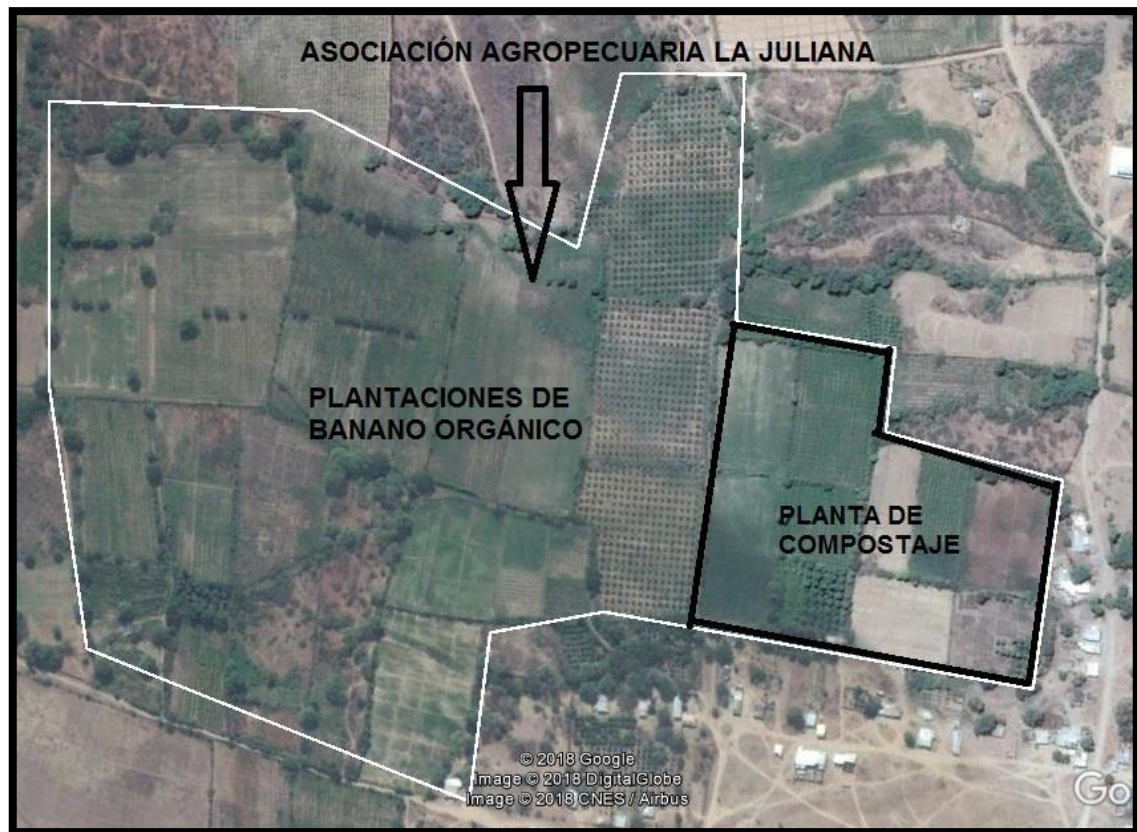 ASOCIACIÓN AGROPECUARIA LA JULIANA
PLANTACIONES DE
BANANO ORGÁNICO
PLANTA DE
COMPOSTAJE
© 2018 Google
Image © 2018 DigitalGlobe
Image © 2018 CNES / Airbus
Go